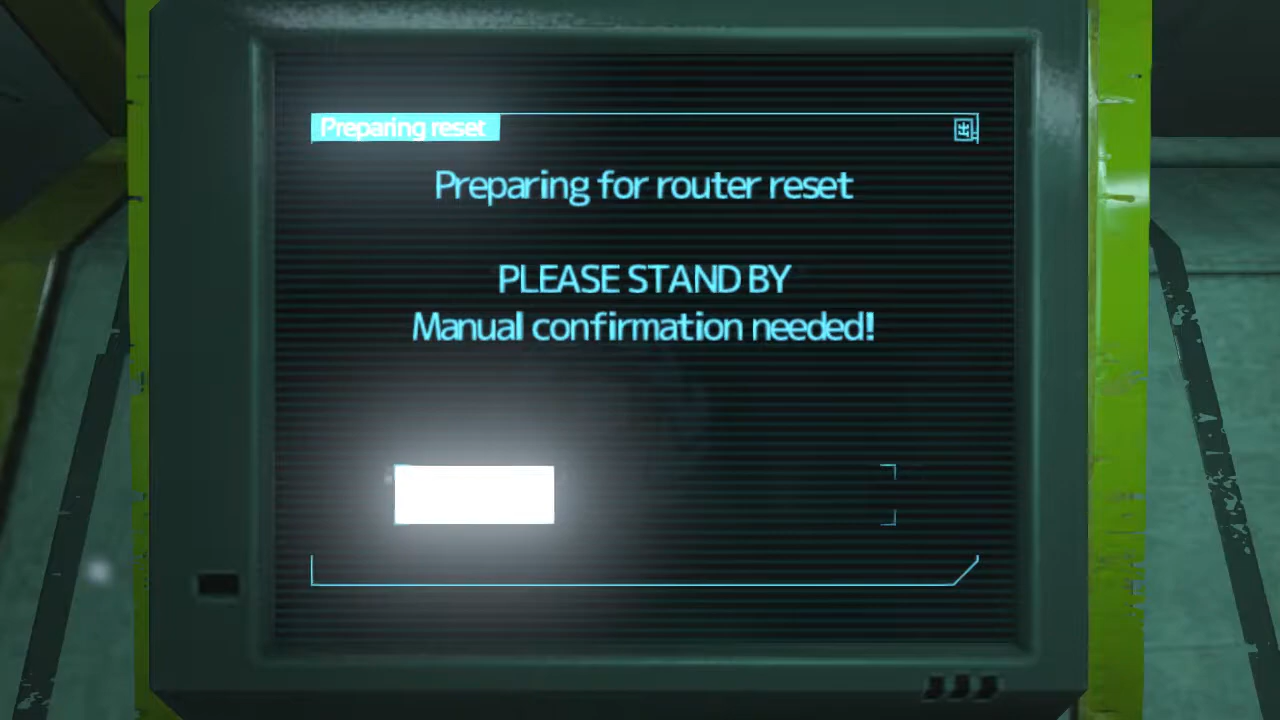 Preparing reset
Preparing for router reset
PLEASE STAND BY
Manual confirmation needed!